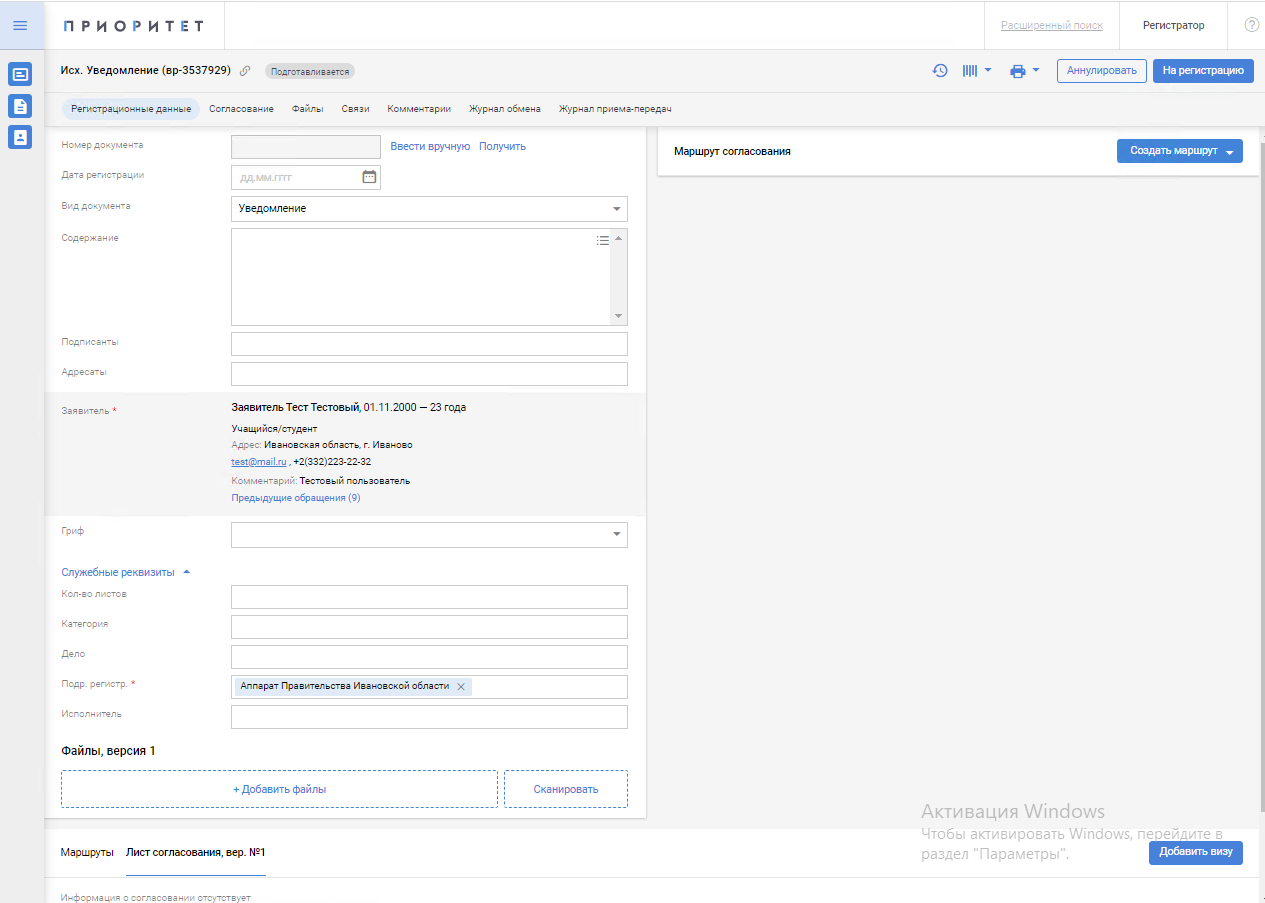 ПРИОРИТЕТ
Расширенный поиск
Регистратор
?
Исх. Уведомление (вр-3537929)
Подготавливается
Аннулировать
На регистрацию
Регистрационные данные
Согласование
Файлы
Связи
Комментарии
Журнал обмена
Журнал приема-передач
Номер документа
Ввести вручную
Получить
Дата регистрации
дд.мм.гггг
Вид документа
Уведомление
Содержание
Подписанты
Адресаты
Заявитель *
Заявитель Тест Тестовый, 01.11.2000 — 23 года
Учащийся/студент
Адрес: Ивановская область, г. Иваново
test@mail.ru , +2(332)223-22-32
Комментарий: Тестовый пользователь
Предыдущие обращения (9)
Гриф
Служебные реквизиты
Кол-во листов
Категория
Дело
Подр. регистр. *
Аппарат Правительства Ивановской области
Исполнитель
Файлы, версия 1
+ Добавить файлы
Сканировать
Маршрут согласования
Создать маршрут
Активация Windows
Чтобы активировать Windows, перейдите в
раздел "Параметры".
Маршруты
Лист согласования, вер. №1
Добавить визу
Информация о согласовании отсутствует